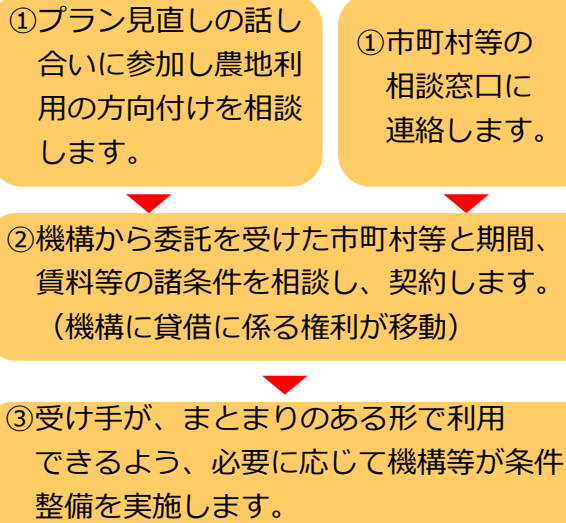 ①プラン見直しの話し
合いに参加し農地利
用の方向付けを相談
します。
①市町村等の
相談窓口に
連絡します。
②機構から委託を受けた市町村等と期間、
賃料等の諸条件を相談し、契約します。
（機構に貸借に係る権利が移動）
③受け手が、まとまりのある形で利用
できるよう、必要に応じて機構等が条件
整備を実施します。